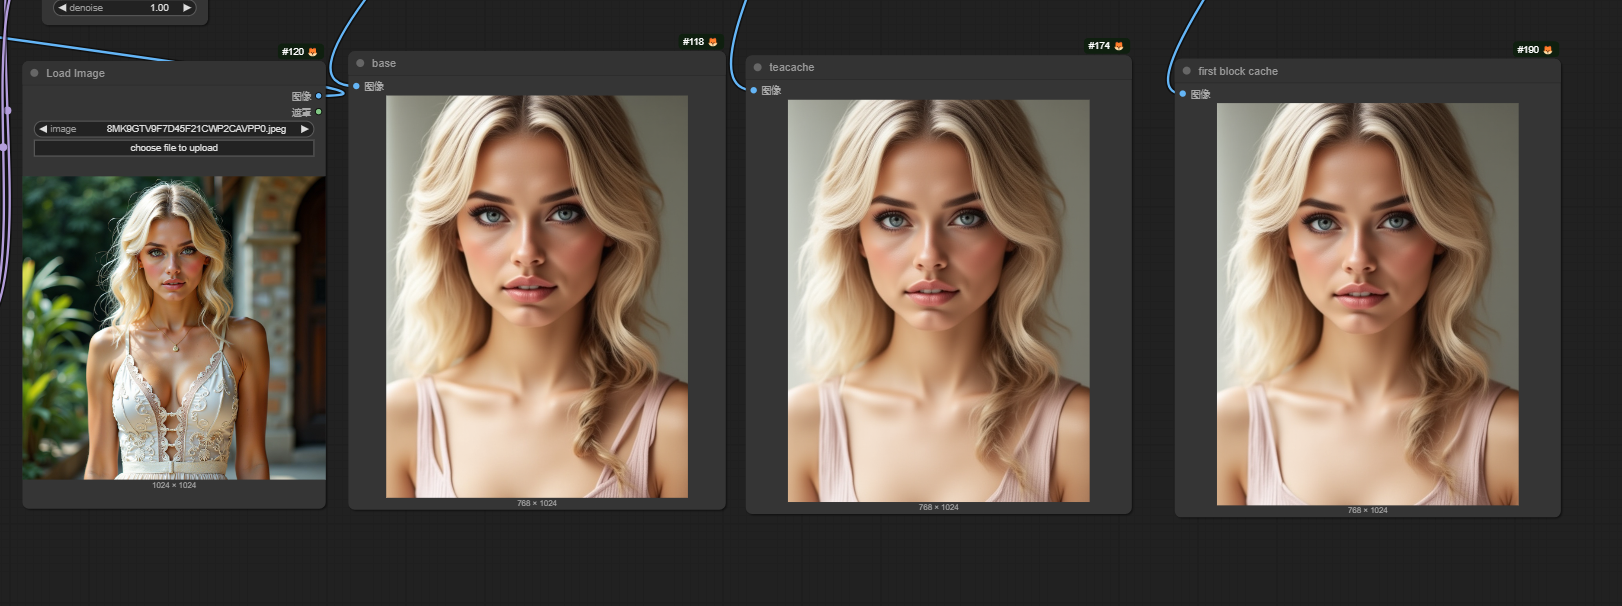 denoise 1.00
#120
Load Image
图像
遮罩
image 8MK9GTV9F7D45F21CWP2CAVPP0.jpeg
choose file to upload
1024 × 1024
#118
base
图像
768 × 1024
#174
teacache
图像
768 × 1024
#190
first block cache
图像
768 × 1024